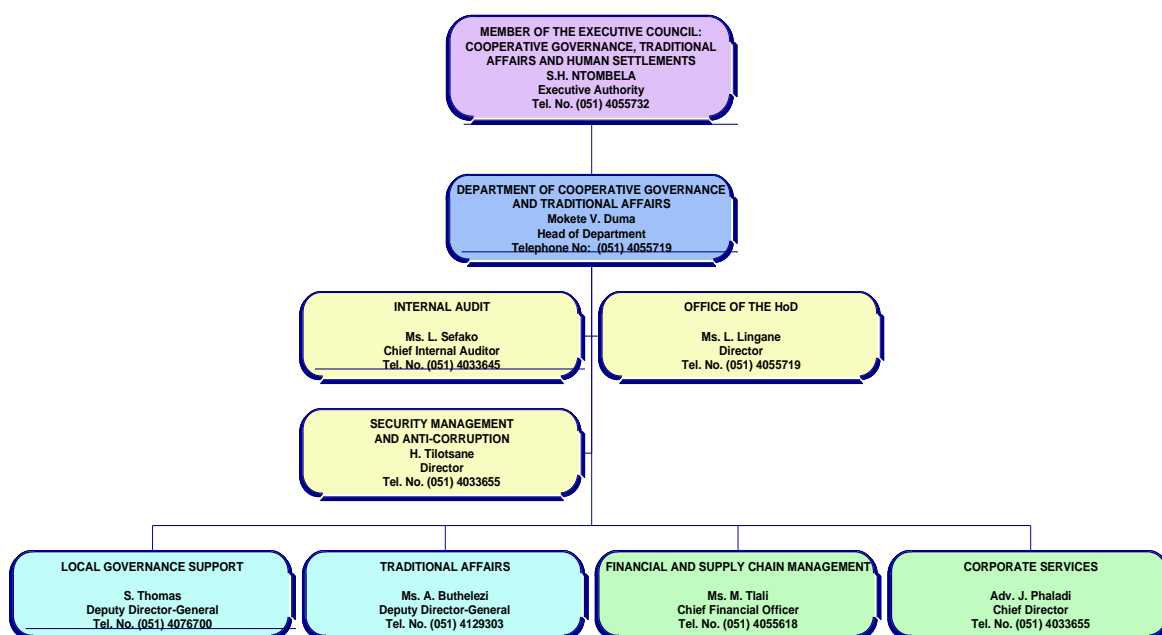 MEMBER OF THE EXECUTIVE COUNCIL:
COOPERATIVE GOVERNANCE, TRADITIONAL
AFFAIRS AND HUMAN SETTLEMENTS
S.H. NTOMBELA
Executive Authority
Tel. No. (051) 4055732
DEPARTMENT OF COOPERATIVE GOVERNANCE
AND TRADITIONAL AFFAIRS
Mokete V. Duma
Head of Department
Telephone No: (051) 4055719
INTERNAL AUDIT
Ms. L. Sefako
Chief Internal Auditor
Tel. No. (051) 4033645
OFFICE OF THE HoD
Ms. L. Lingane
Director
Tel. No. (051) 4055719
SECURITY MANAGEMENT
AND ANTI-CORRUPTION
H. Tilotsane
Director
Tel. No. (051) 4033655
LOCAL GOVERNANCE SUPPORT
S. Thomas
Deputy Director-General
Tel. No. (051) 4076700
TRADITIONAL AFFAIRS
Ms. A. Buthelezi
Deputy Director-General
Tel. No. (051) 4129303
FINANCIAL AND SUPPLY CHAIN MANAGEMENT
Ms. M. Tlali
Chief Financial Officer
Tel. No. (051) 4055618
CORPORATE SERVICES
Adv. J. Phaladi
Chief Director
Tel. No. (051) 4033655